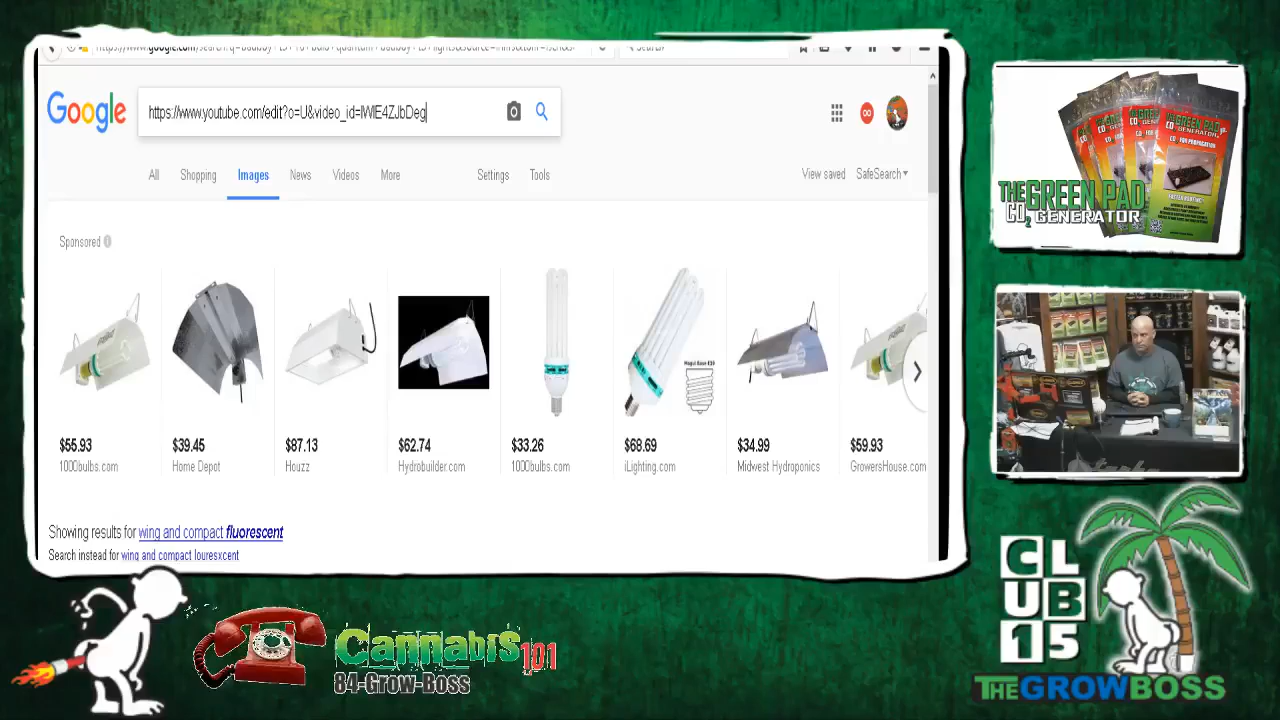 Google
https://www.youtube.com/edit?o=U&video_id=IWIE4ZJbDeg
All Shopping Images News Videos More Settings Tools View saved SafeSearch
Sponsored
$55.93 $39.45 $87.13 $62.74 $33.26 $68.69 $34.99 $59.93
1000bulbs.com Home Depot Houzz Hydrobuilder.com 1000bulbs.com iLighting.com Midwest Hydroponics GrowersHouse.com
Showing results for wing and compact fluorescent
Search instead for wing and compact louresxcent
THE GREEN PAD
CO2 GENERATOR
CLUB 15
THEGROWBOSS
Cannabis 101
84-Grow-Boss